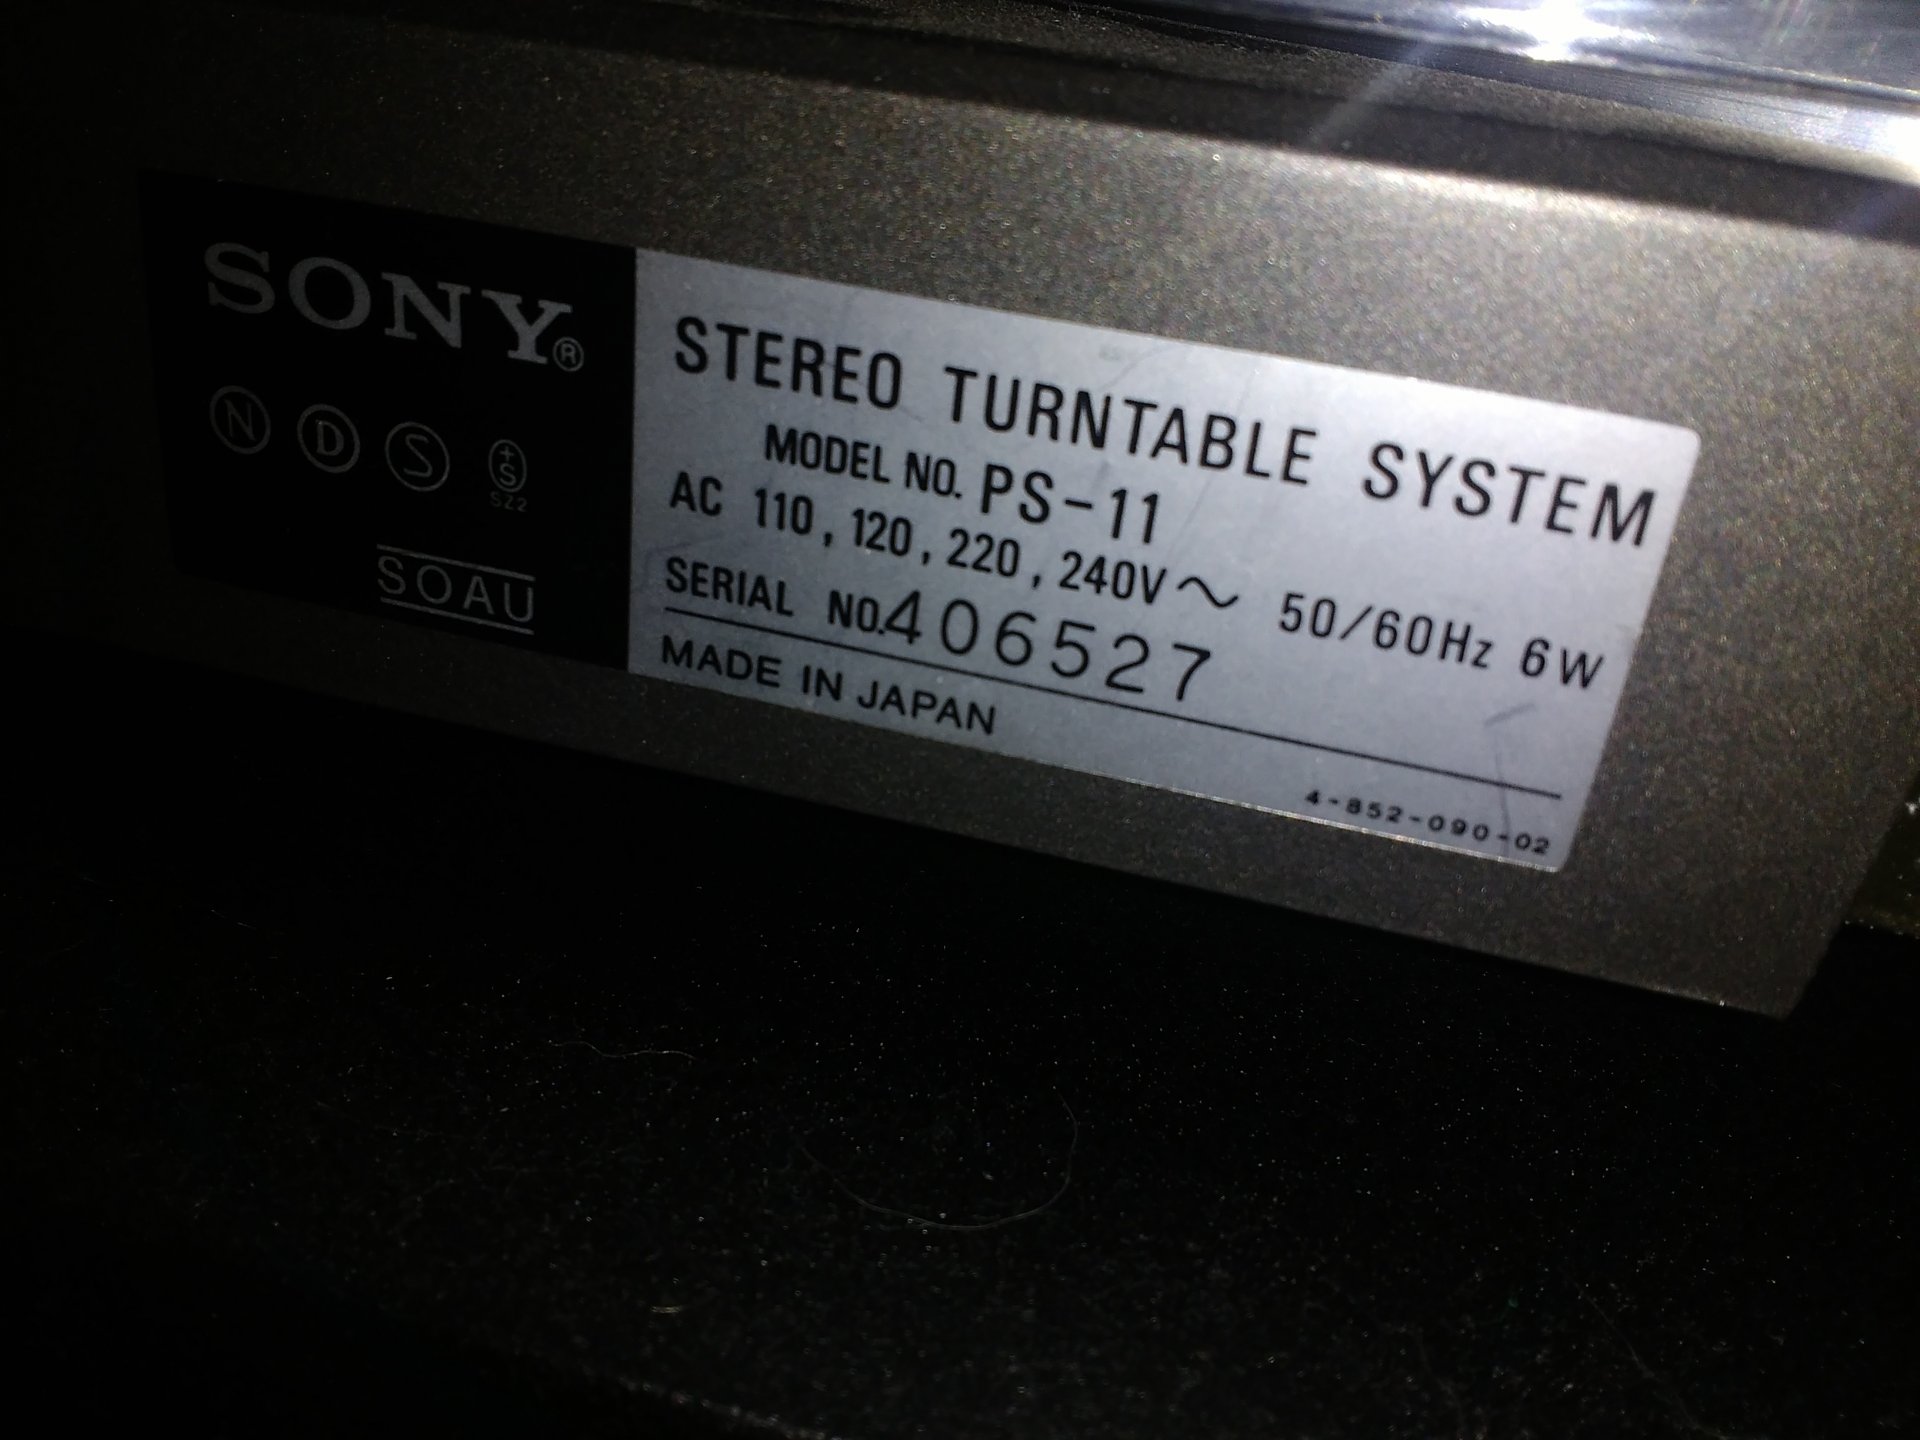 SONY®
N D S +S
SZ2
SOAU
STEREO TURNTABLE SYSTEM
MODEL NO. PS-11
AC 110, 120, 220, 240V～ 50/60Hz 6W
SERIAL NO.406527
MADE IN JAPAN
4-852-090-02